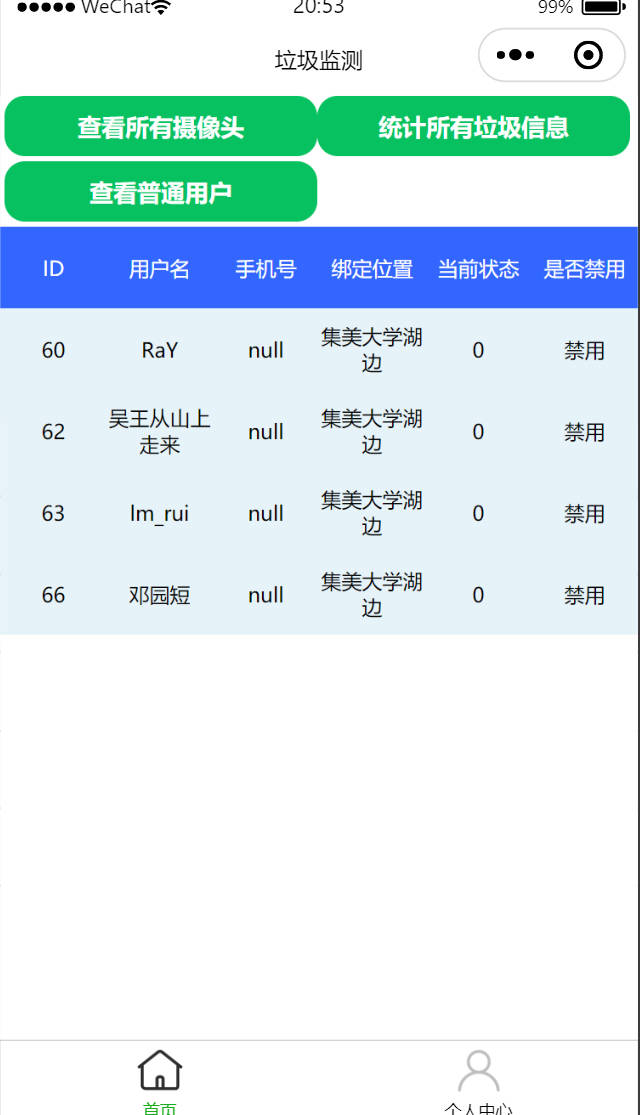 WeChat 20:53 99%
垃圾监测
查看所有摄像头 统计所有垃圾信息
查看普通用户
ID 用户名 手机号 绑定位置 当前状态 是否禁用
60 RaY null 集美大学湖 0 禁用
边
62 吴王从山上 null 集美大学湖 0 禁用
走来 边
63 lm_rui null 集美大学湖 0 禁用
边
66 邓园短 null 集美大学湖 0 禁用
边
首页 个人中心